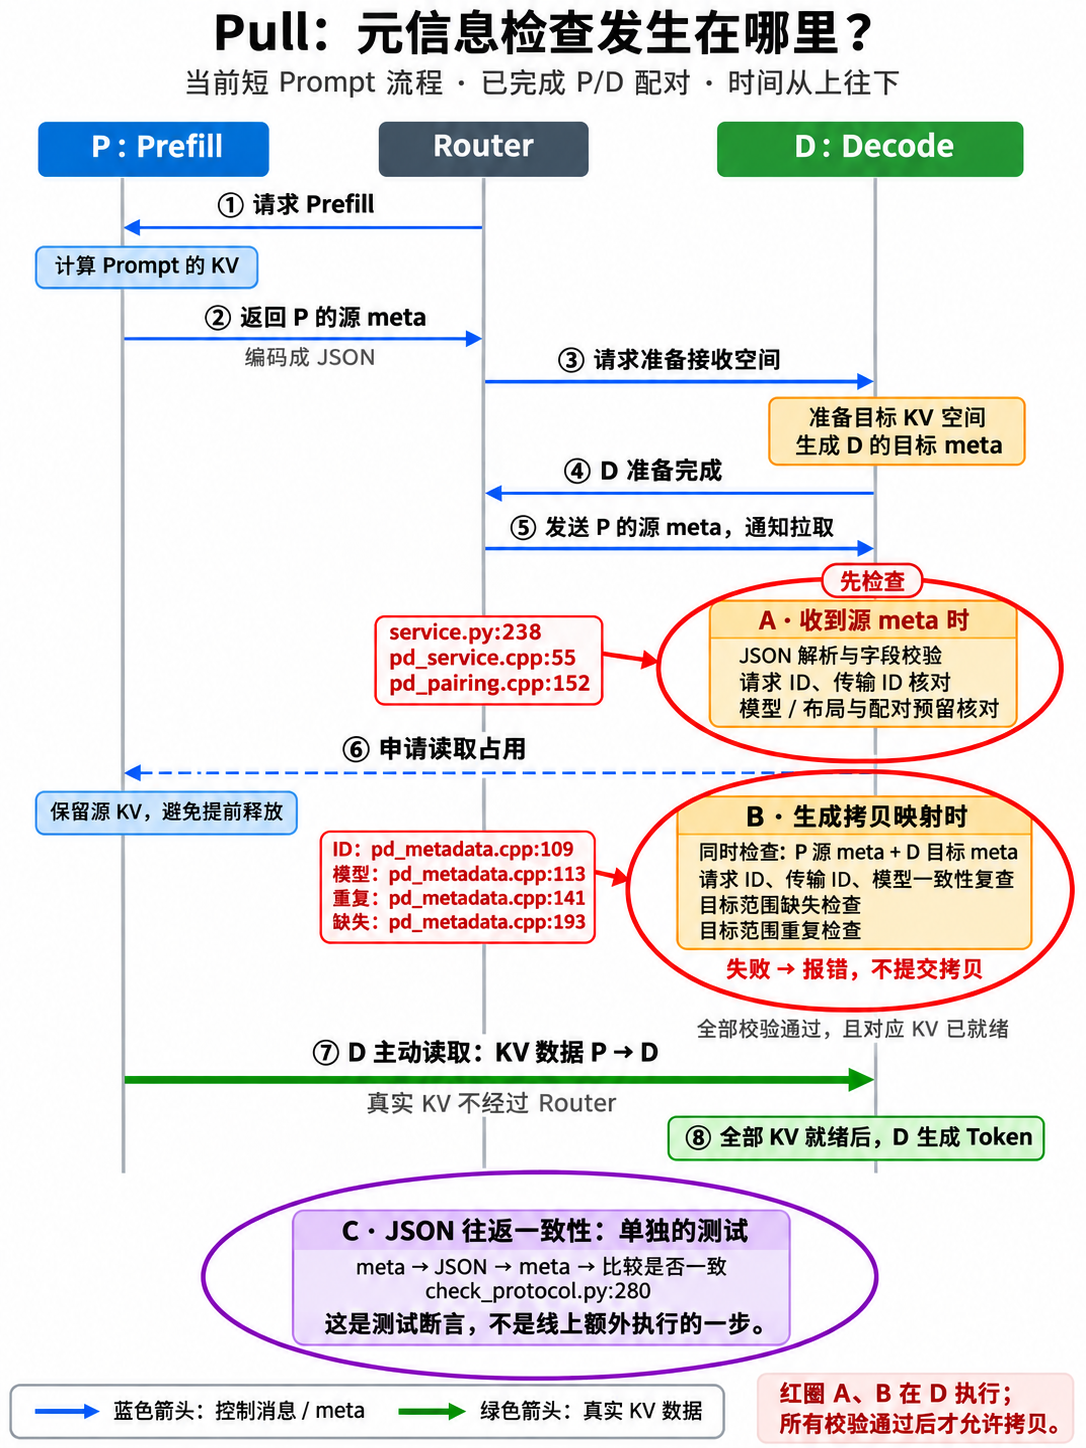 Pull：元信息检查发生在哪里？
当前短 Prompt 流程 · 已完成 P/D 配对 · 时间从上往下
P：Prefill
Router
D：Decode
① 请求 Prefill
计算 Prompt 的 KV
② 返回 P 的源 meta
编码成 JSON
③ 请求准备接收空间
准备目标 KV 空间
生成 D 的目标 meta
④ D 准备完成
⑤ 发送 P 的源 meta，通知拉取
先检查
A · 收到源 meta 时
JSON 解析与字段校验
请求 ID、传输 ID 核对
模型 / 布局与配对预留核对
service.py:238
pd_service.cpp:55
pd_pairing.cpp:152
⑥ 申请读取占用
保留源 KV，避免提前释放
B · 生成拷贝映射时
同时检查：P 源 meta + D 目标 meta
请求 ID、传输 ID、模型一致性复查
目标范围缺失检查
目标范围重复检查
失败 → 报错，不提交拷贝
ID：pd_metadata.cpp:109
模型：pd_metadata.cpp:113
重复：pd_metadata.cpp:141
缺失：pd_metadata.cpp:193
全部校验通过，且对应 KV 已就绪
⑦ D 主动读取：KV 数据 P → D
真实 KV 不经过 Router
⑧ 全部 KV 就绪后，D 生成 Token
C · JSON 往返一致性：单独的测试
meta → JSON → meta → 比较是否一致
check_protocol.py:280
这是测试断言，不是线上额外执行的一步。
蓝色箭头：控制消息 / meta
绿色箭头：真实 KV 数据
红圈 A、B 在 D 执行；
所有校验通过后才允许拷贝。